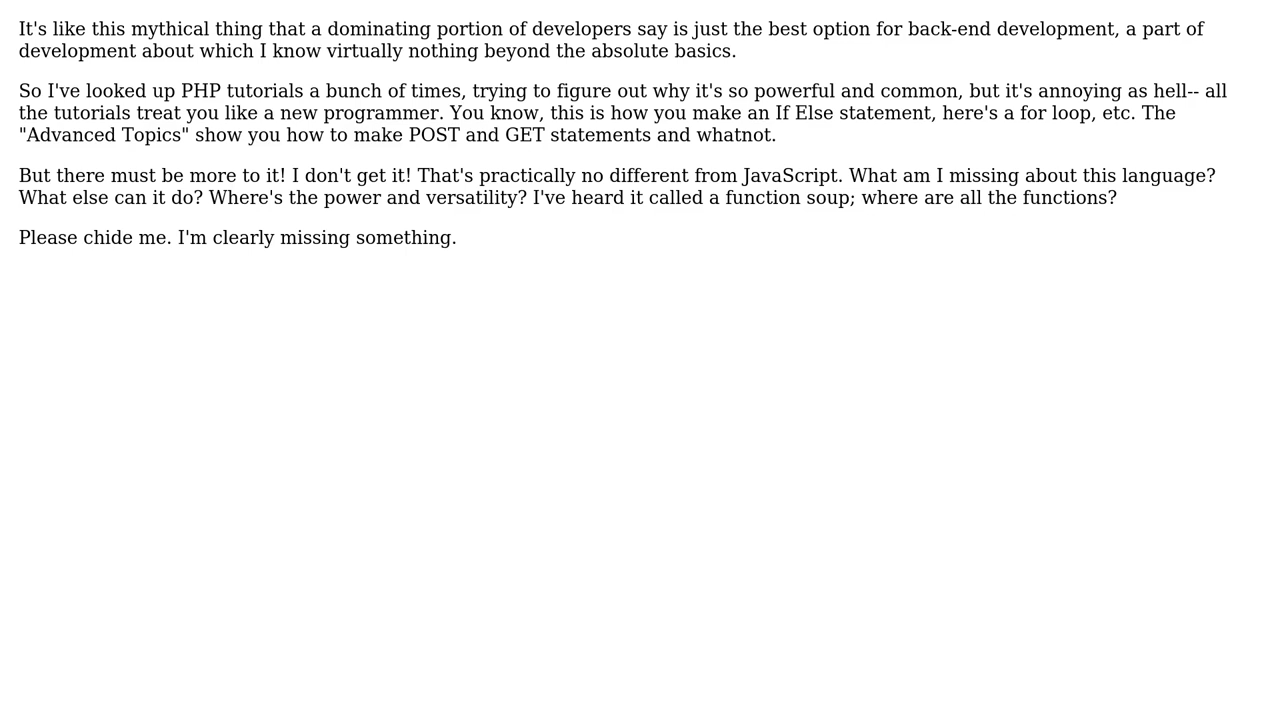 It's like this mythical thing that a dominating portion of developers say is just the best option for back-end development, a part of
development about which I know virtually nothing beyond the absolute basics.
So I've looked up PHP tutorials a bunch of times, trying to figure out why it's so powerful and common, but it's annoying as hell-- all
the tutorials treat you like a new programmer. You know, this is how you make an If Else statement, here's a for loop, etc. The
"Advanced Topics" show you how to make POST and GET statements and whatnot.
But there must be more to it! I don't get it! That's practically no different from JavaScript. What am I missing about this language?
What else can it do? Where's the power and versatility? I've heard it called a function soup; where are all the functions?
Please chide me. I'm clearly missing something.